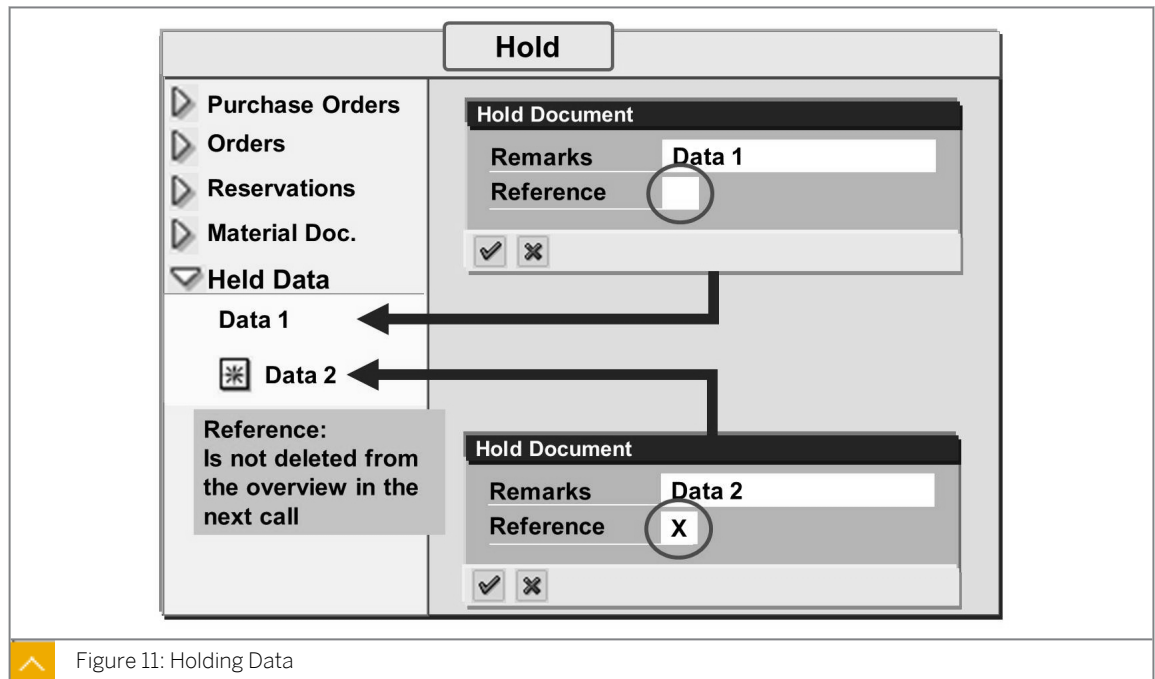 Hold
Purchase Orders
Orders
Reservations
Material Doc.
Held Data
Data 1
Data 2
Reference:
Is not deleted from
the overview in the
next call
Hold Document
Remarks Data 1
Reference
Hold Document
Remarks Data 2
Reference X
Figure 11: Holding Data